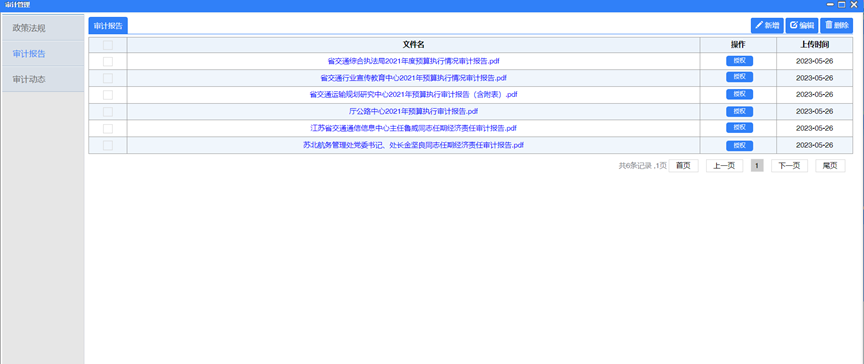 审计管理
政策法规
审计报告
审计动态
审计报告
新增 编辑 删除
文件名 操作 上传时间
省交通综合执法局2021年度预算执行情况审计报告.pdf 授权 2023-05-26
省交通行业宣传教育中心2021年预算执行情况审计报告.pdf 授权 2023-05-26
省交通运输规划研究中心2021年预算执行审计报告（含附表）.pdf 授权 2023-05-26
厅公路中心2021年预算执行审计报告.pdf 授权 2023-05-26
江苏省交通通信信息中心主任鲁威同志任期经济责任审计报告.pdf 授权 2023-05-26
苏北航务管理处党委书记、处长金坚良同志任期经济责任审计报告.pdf 授权 2023-05-26
共6条记录 ,1页 首页 上一页 1 下一页 尾页